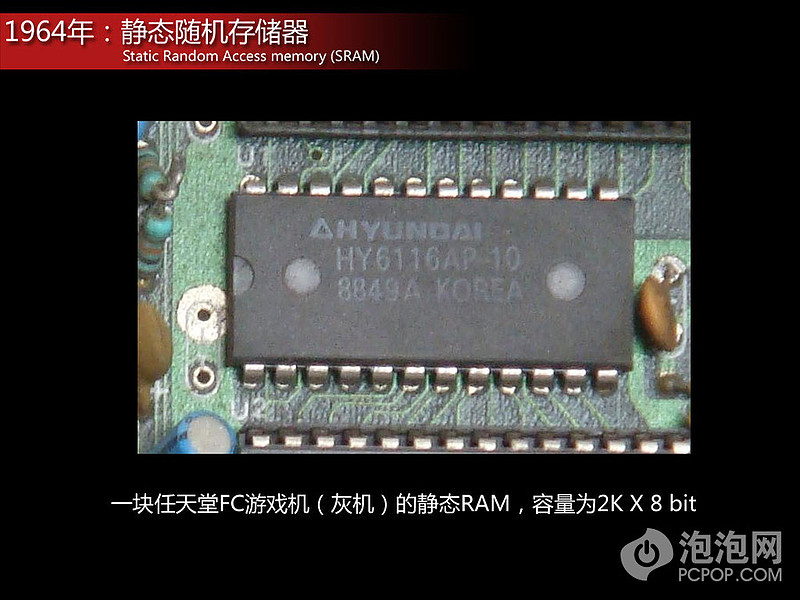 1964年：静态随机存储器
Static Random Access memory (SRAM)
U1
HYUNDAI
HY6116AP-10
8849A KOREA
U2
一块任天堂FC游戏机（灰机）的静态RAM，容量为2K X 8 bit
泡泡网
PCPOP.COM